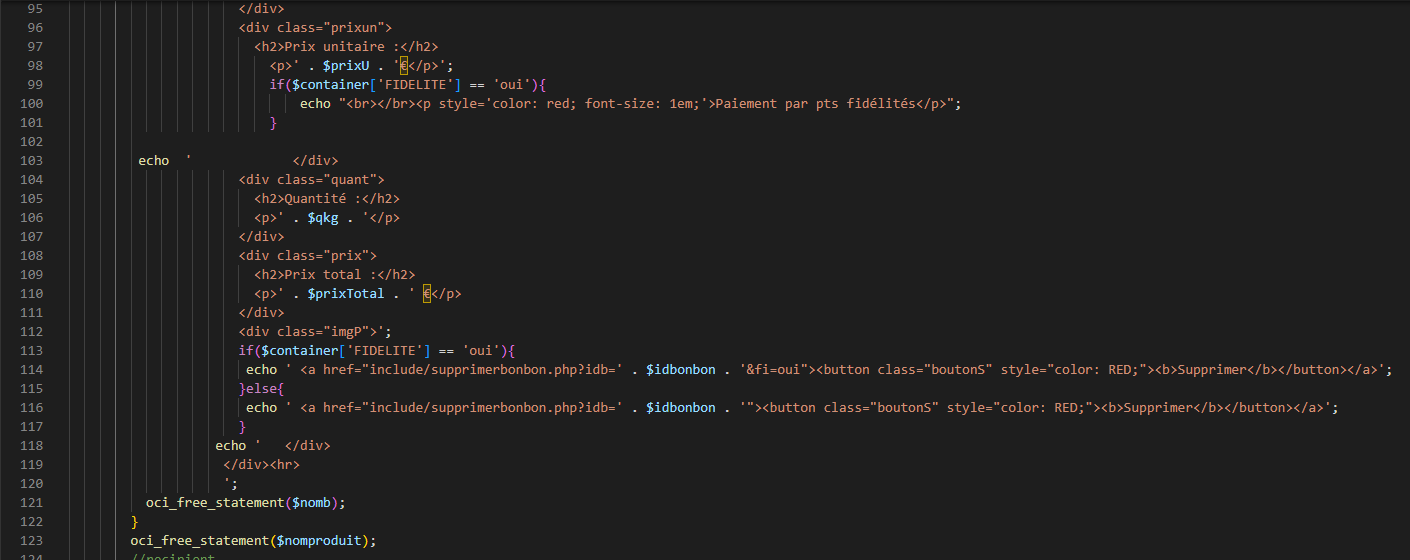 95 </div>
96 <div class="prixun">
97 <h2>Prix unitaire :</h2>
98 <p>' . $prixU . '€</p>';
99 if($container['FIDELITE'] == 'oui'){
100 echo "<br></br><p style='color: red; font-size: 1em;'>Paiement par pts fidélités</p>";
101 }
102
103 echo ' </div>
104 <div class="quant">
105 <h2>Quantité :</h2>
106 <p>' . $qkg . '</p>
107 </div>
108 <div class="prix">
109 <h2>Prix total :</h2>
110 <p>' . $prixTotal . ' €</p>
111 </div>
112 <div class="imgP">';
113 if($container['FIDELITE'] == 'oui'){
114 echo ' <a href="include/supprimerbonbon.php?idb=' . $idbonbon . '&fi=oui"><button class="boutonS" style="color: RED;"><b>Supprimer</b></button></a>';
115 }else{
116 echo ' <a href="include/supprimerbonbon.php?idb=' . $idbonbon . '"><button class="boutonS" style="color: RED;"><b>Supprimer</b></button></a>';
117 }
118 echo ' </div>
119 </div><hr>
120 ';
121 oci_free_statement($nomb);
122 }
123 oci_free_statement($nomproduit);
124 //recipient